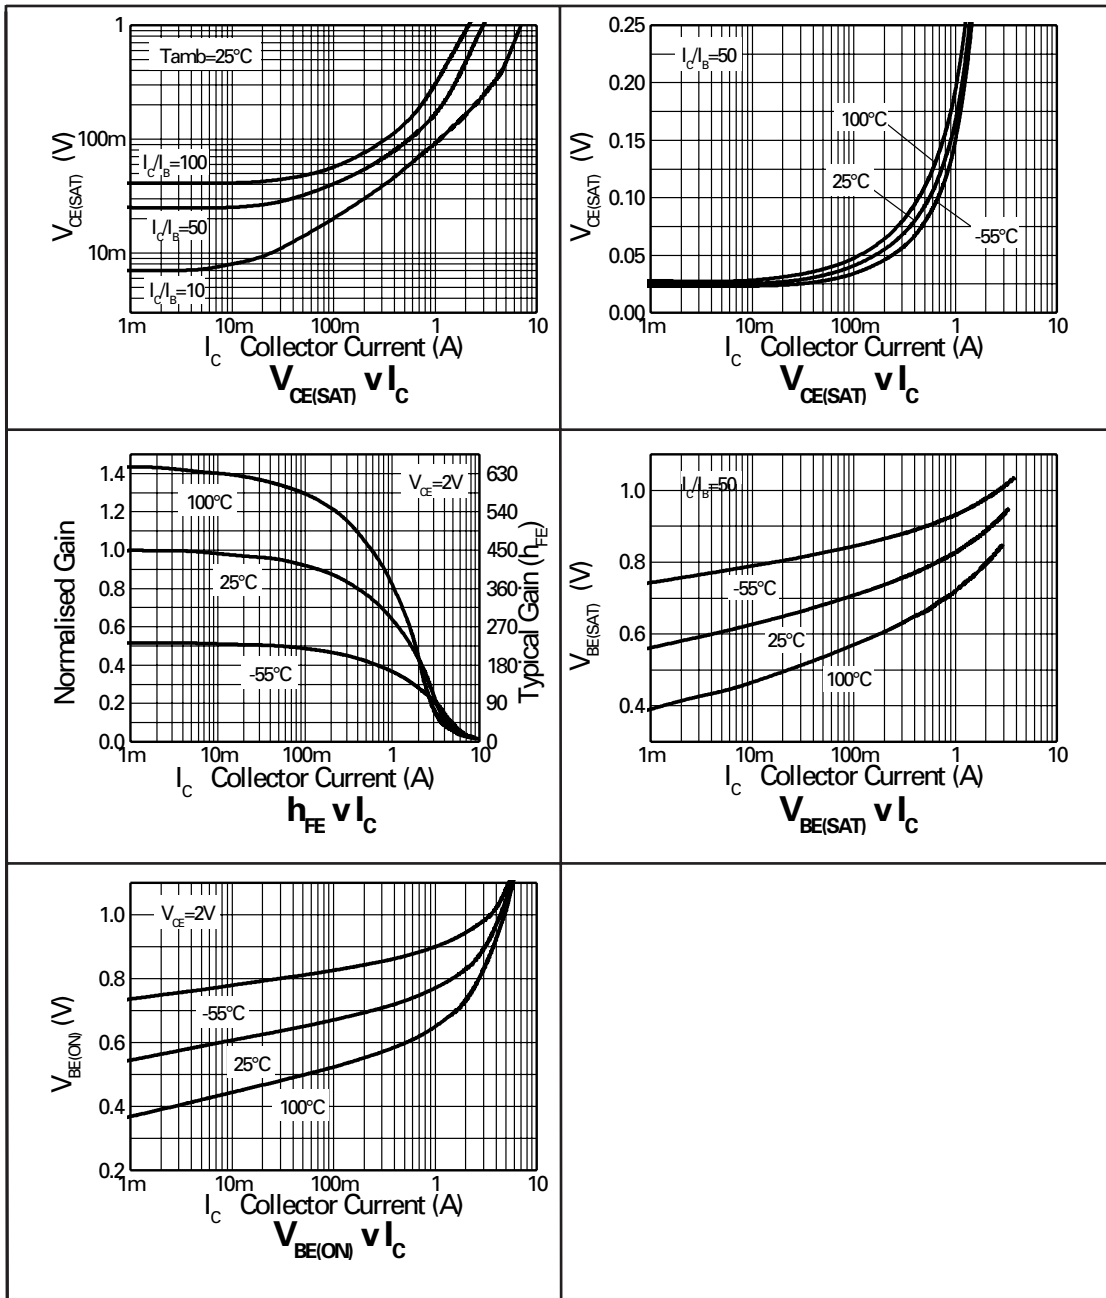 1
100m
10m
V_CE(SAT) (V)
Tamb=25°C
I_C/I_B=100
I_C/I_B=50
I_C/I_B=10
1m 10m 100m 1 10
I_C Collector Current (A)
V_CE(SAT) v I_C
0.25
0.20
0.15
0.10
0.05
0.00
V_CE(SAT) (V)
I_C/I_B=50
100°C
25°C
-55°C
1m 10m 100m 1 10
I_C Collector Current (A)
V_CE(SAT) v I_C
1.4
1.2
1.0
0.8
0.6
0.4
0.2
0.0
Normalised Gain
V_CE=2V
100°C
25°C
-55°C
630
540
450
360
270
180
90
0
Typical Gain (h_FE)
1m 10m 100m 1 10
I_C Collector Current (A)
h_FE v I_C
1.0
0.8
0.6
0.4
V_BE(SAT) (V)
I_C/I_B=50
-55°C
25°C
100°C
1m 10m 100m 1 10
I_C Collector Current (A)
V_BE(SAT) v I_C
1.0
0.8
0.6
0.4
0.2
V_BE(ON) (V)
V_CE=2V
-55°C
25°C
100°C
1m 10m 100m 1 10
I_C Collector Current (A)
V_BE(ON) v I_C